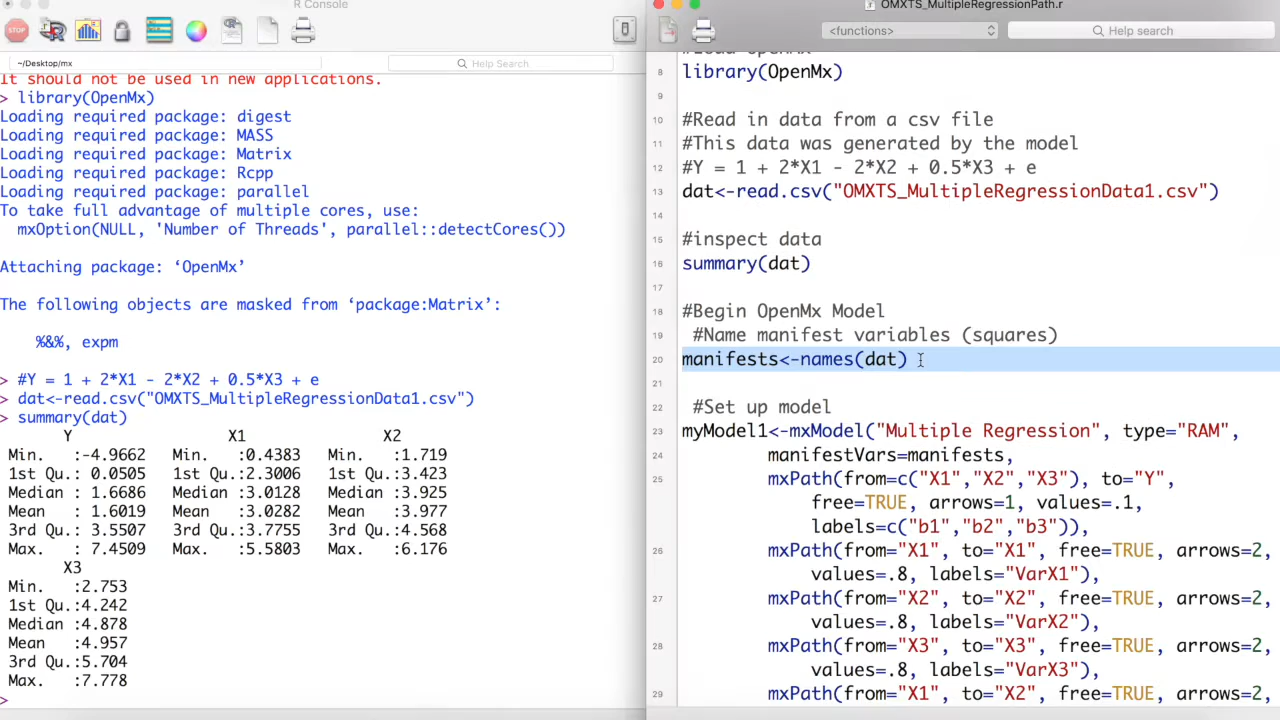 R Console
OMXTS_MultipleRegressionPath.r
STOP
<functions>
Help search
~/Desktop/mx
Help Search
It should not be used in new applications.
> library(OpenMx)
Loading required package: digest
Loading required package: MASS
Loading required package: Matrix
Loading required package: Rcpp
Loading required package: parallel
To take full advantage of multiple cores, use:
mxOption(NULL, 'Number of Threads', parallel::detectCores())
Attaching package: ‘OpenMx’
The following objects are masked from ‘package:Matrix’:
%&%, expm
> #Y = 1 + 2*X1 - 2*X2 + 0.5*X3 + e
> dat<-read.csv("OMXTS_MultipleRegressionData1.csv")
> summary(dat)
Y X1 X2
Min. :-4.9662 Min. :0.4383 Min. :1.719
1st Qu.: 0.0505 1st Qu.:2.3006 1st Qu.:3.423
Median : 1.6686 Median :3.0128 Median :3.925
Mean : 1.6019 Mean :3.0282 Mean :3.977
3rd Qu.: 3.5507 3rd Qu.:3.7755 3rd Qu.:4.568
Max. : 7.4509 Max. :5.5803 Max. :6.176
X3
Min. :2.753
1st Qu.:4.242
Median :4.878
Mean :4.957
3rd Qu.:5.704
Max. :7.778
>
#Load OpenMx
8 library(OpenMx)
9
10 #Read in data from a csv file
11 #This data was generated by the model
12 #Y = 1 + 2*X1 - 2*X2 + 0.5*X3 + e
13 dat<-read.csv("OMXTS_MultipleRegressionData1.csv")
14
15 #inspect data
16 summary(dat)
17
18 #Begin OpenMx Model
19 #Name manifest variables (squares)
20 manifests<-names(dat)
21
22 #Set up model
23 myModel1<-mxModel("Multiple Regression", type="RAM",
24 manifestVars=manifests,
25 mxPath(from=c("X1","X2","X3"), to="Y",
free=TRUE, arrows=1, values=.1,
labels=c("b1","b2","b3")),
26 mxPath(from="X1", to="X1", free=TRUE, arrows=2,
values=.8, labels="VarX1"),
27 mxPath(from="X2", to="X2", free=TRUE, arrows=2,
values=.8, labels="VarX2"),
28 mxPath(from="X3", to="X3", free=TRUE, arrows=2,
values=.8, labels="VarX3"),
29 mxPath(from="X1", to="X2", free=TRUE, arrows=2,